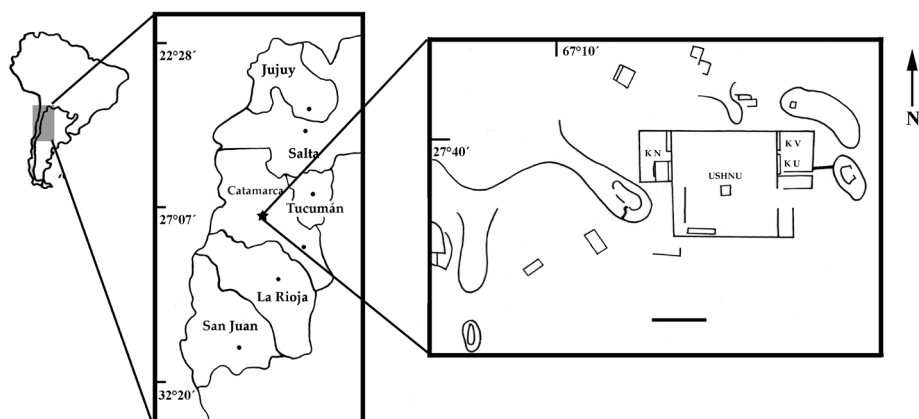 22°28´
Jujuy
Salta
Catamarca
Tucumán
27°07´
La Rioja
San Juan
32°20´
67°10´
27°40´
K N
K V
K U
USHNU
N